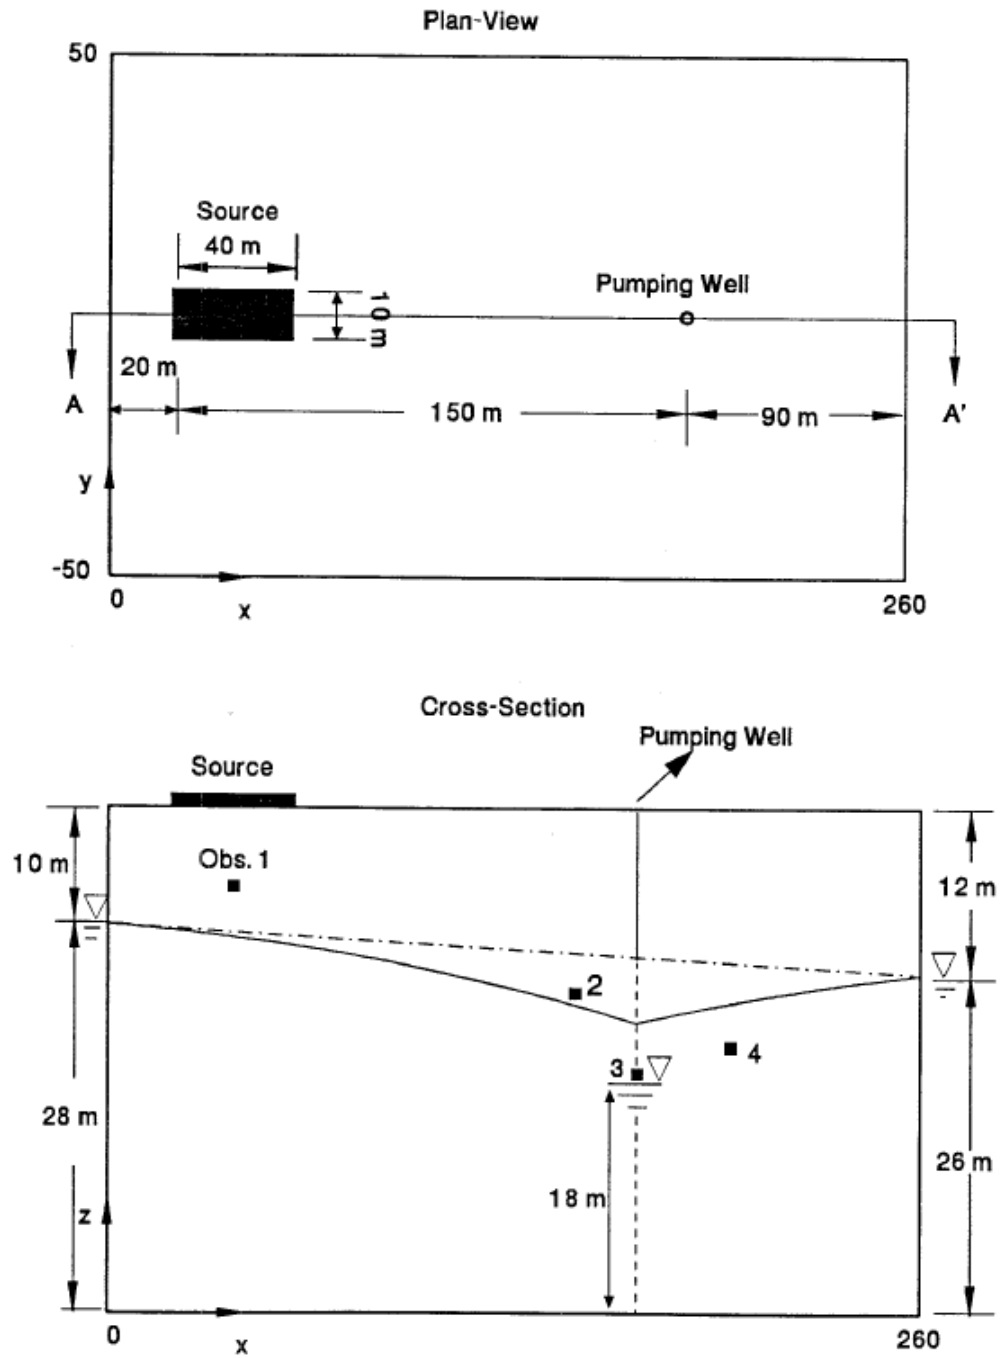 Plan-View
50
Source
40 m
Pumping Well
10 m
20 m
A
150 m
90 m
A'
y
-50
0
x
260
Cross-Section
Pumping Well
Source
10 m
Obs. 1
12 m
2
3
4
28 m
18 m
26 m
z
0
x
260